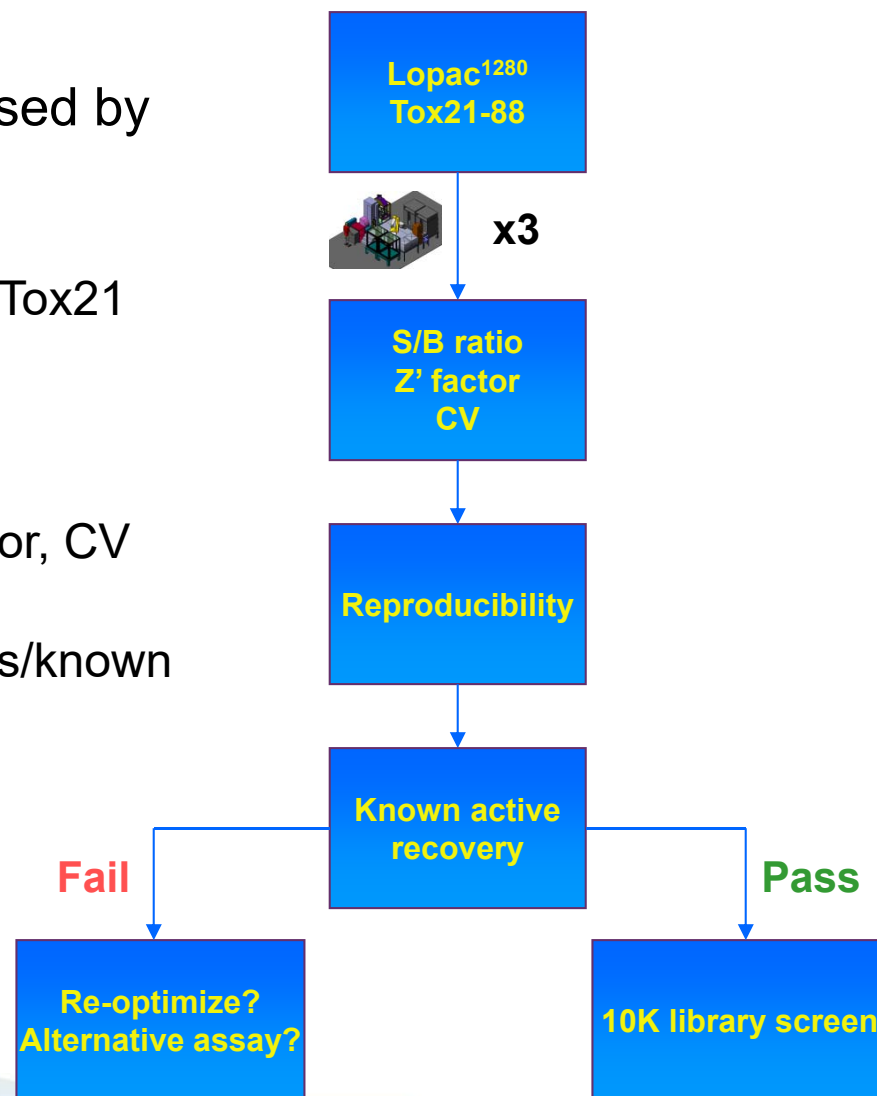 sed by
Tox21
or, CV
s/known
Lopac¹²⁸⁰
Tox21-88
x3
S/B ratio
Z’ factor
CV
Reproducibility
Known active
recovery
Fail
Pass
Re-optimize?
Alternative assay?
10K library screen